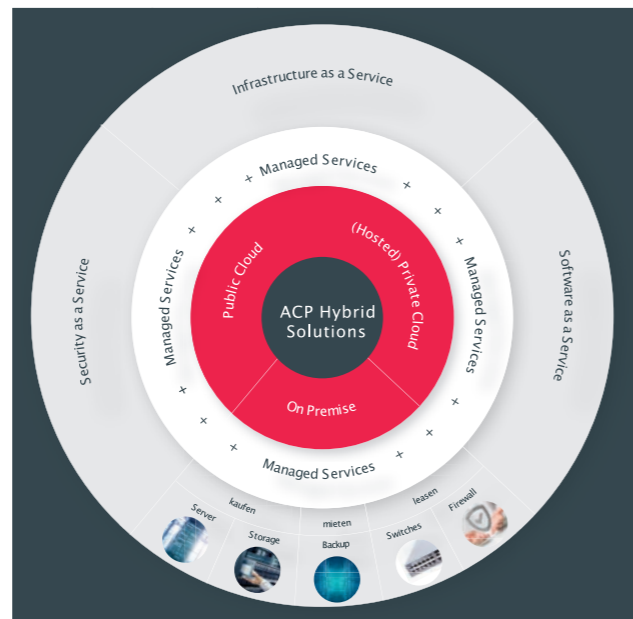 Infrastructure as a Service
Managed Services
Security as a Service
Managed Services
Public Cloud
(Hosted) Private Cloud
Managed Services
Software as a Service
ACP Hybrid
Solutions
On Premise
Managed Services
kaufen
mieten
leasen
Server
Storage
Backup
Switches
Firewall